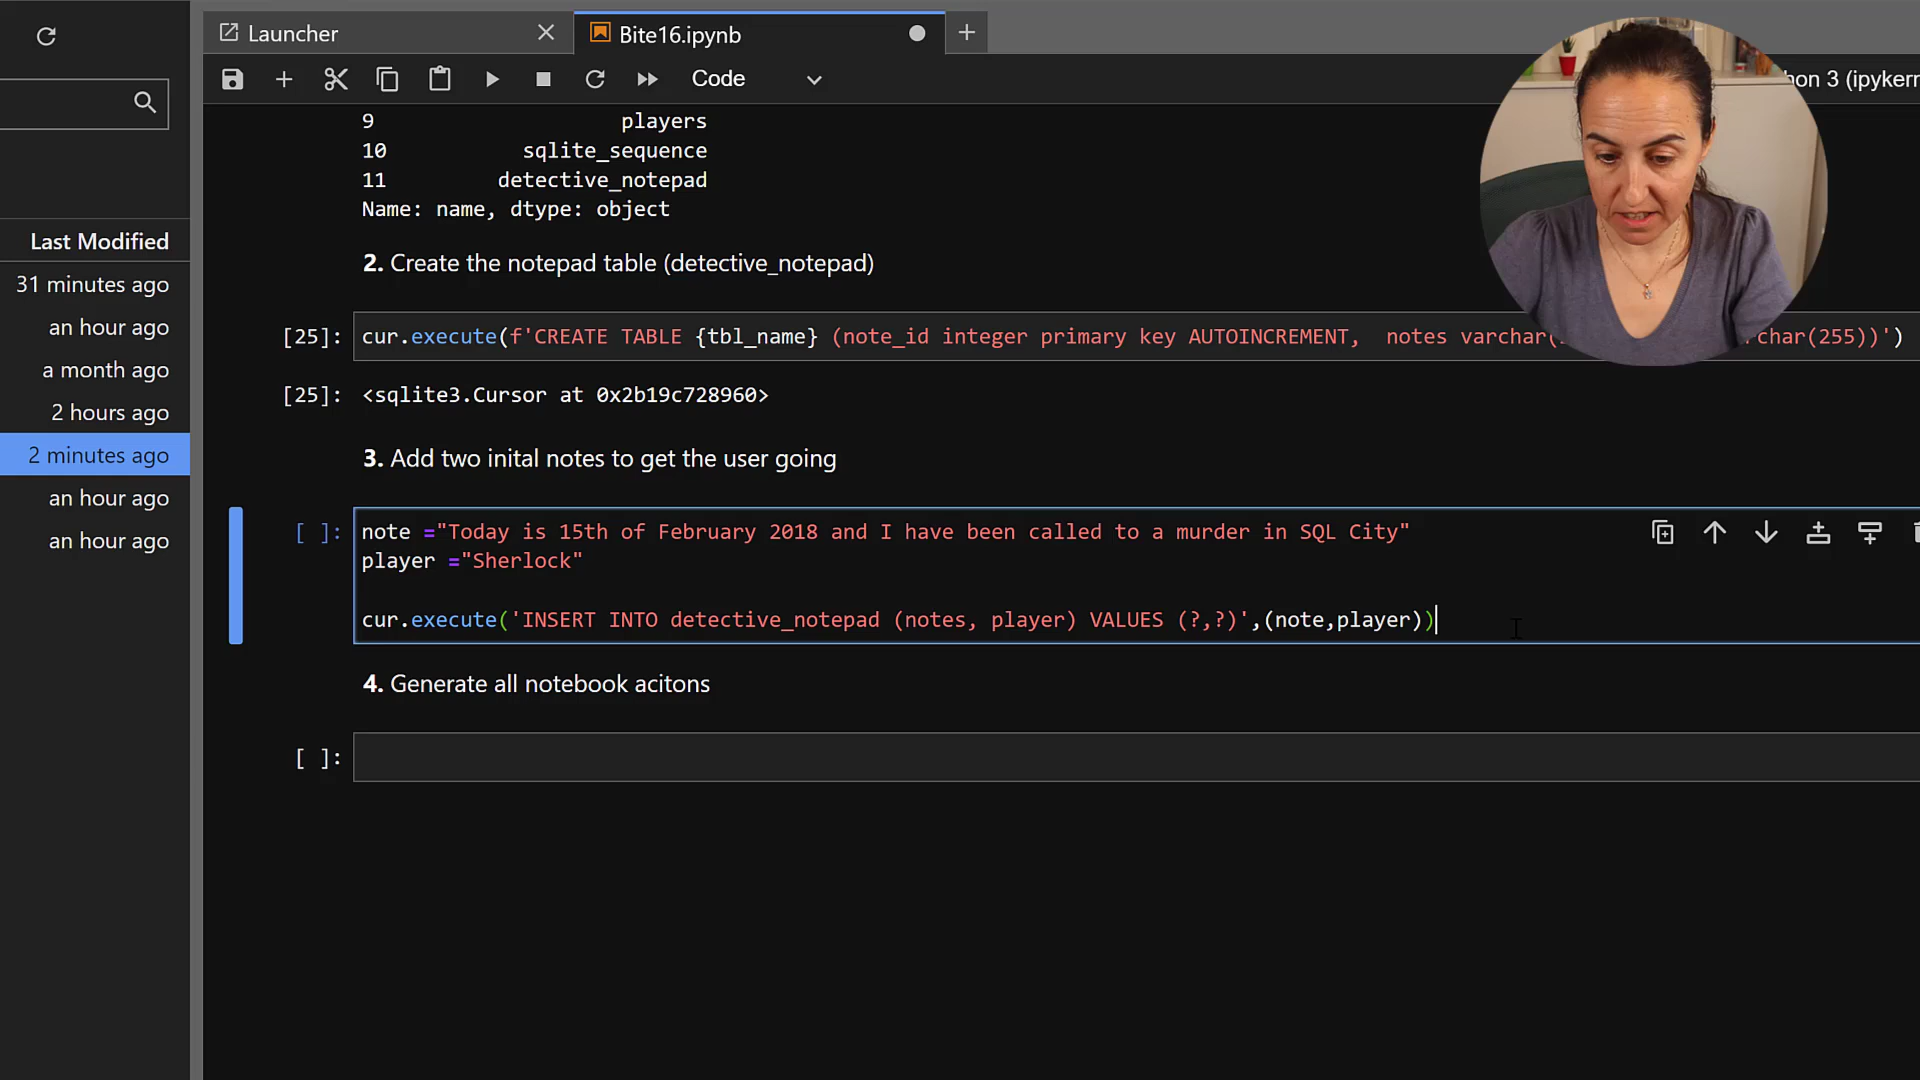 Launcher
Bite16.ipynb
Code
hon 3 (ipykern
Last Modified
31 minutes ago
an hour ago
a month ago
2 hours ago
2 minutes ago
an hour ago
an hour ago
9 players
10 sqlite_sequence
11 detective_notepad
Name: name, dtype: object
2. Create the notepad table (detective_notepad)
[25]: cur.execute(f'CREATE TABLE {tbl_name} (note_id integer primary key AUTOINCREMENT, notes varchar( rchar(255))')
[25]: <sqlite3.Cursor at 0x2b19c728960>
3. Add two inital notes to get the user going
[ ]: note ="Today is 15th of February 2018 and I have been called to a murder in SQL City"
player ="Sherlock"
cur.execute('INSERT INTO detective_notepad (notes, player) VALUES (?,?)',(note,player))
4. Generate all notebook acitons
[ ]: